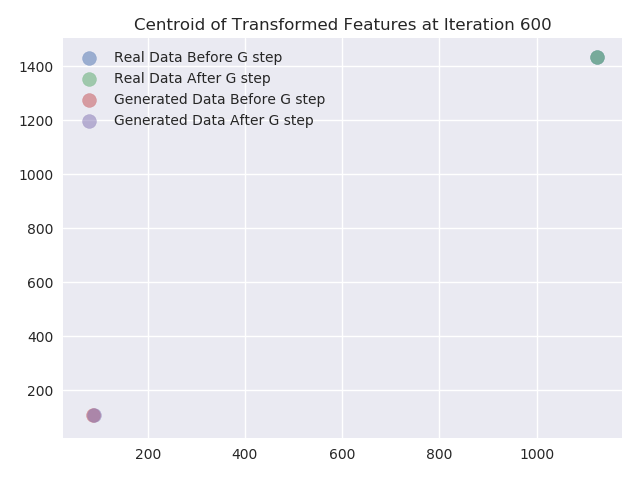 Centroid of Transformed Features at Iteration 600
Real Data Before G step
Real Data After G step
Generated Data Before G step
Generated Data After G step
1400
1200
1000
800
600
400
200
200 400 600 800 1000